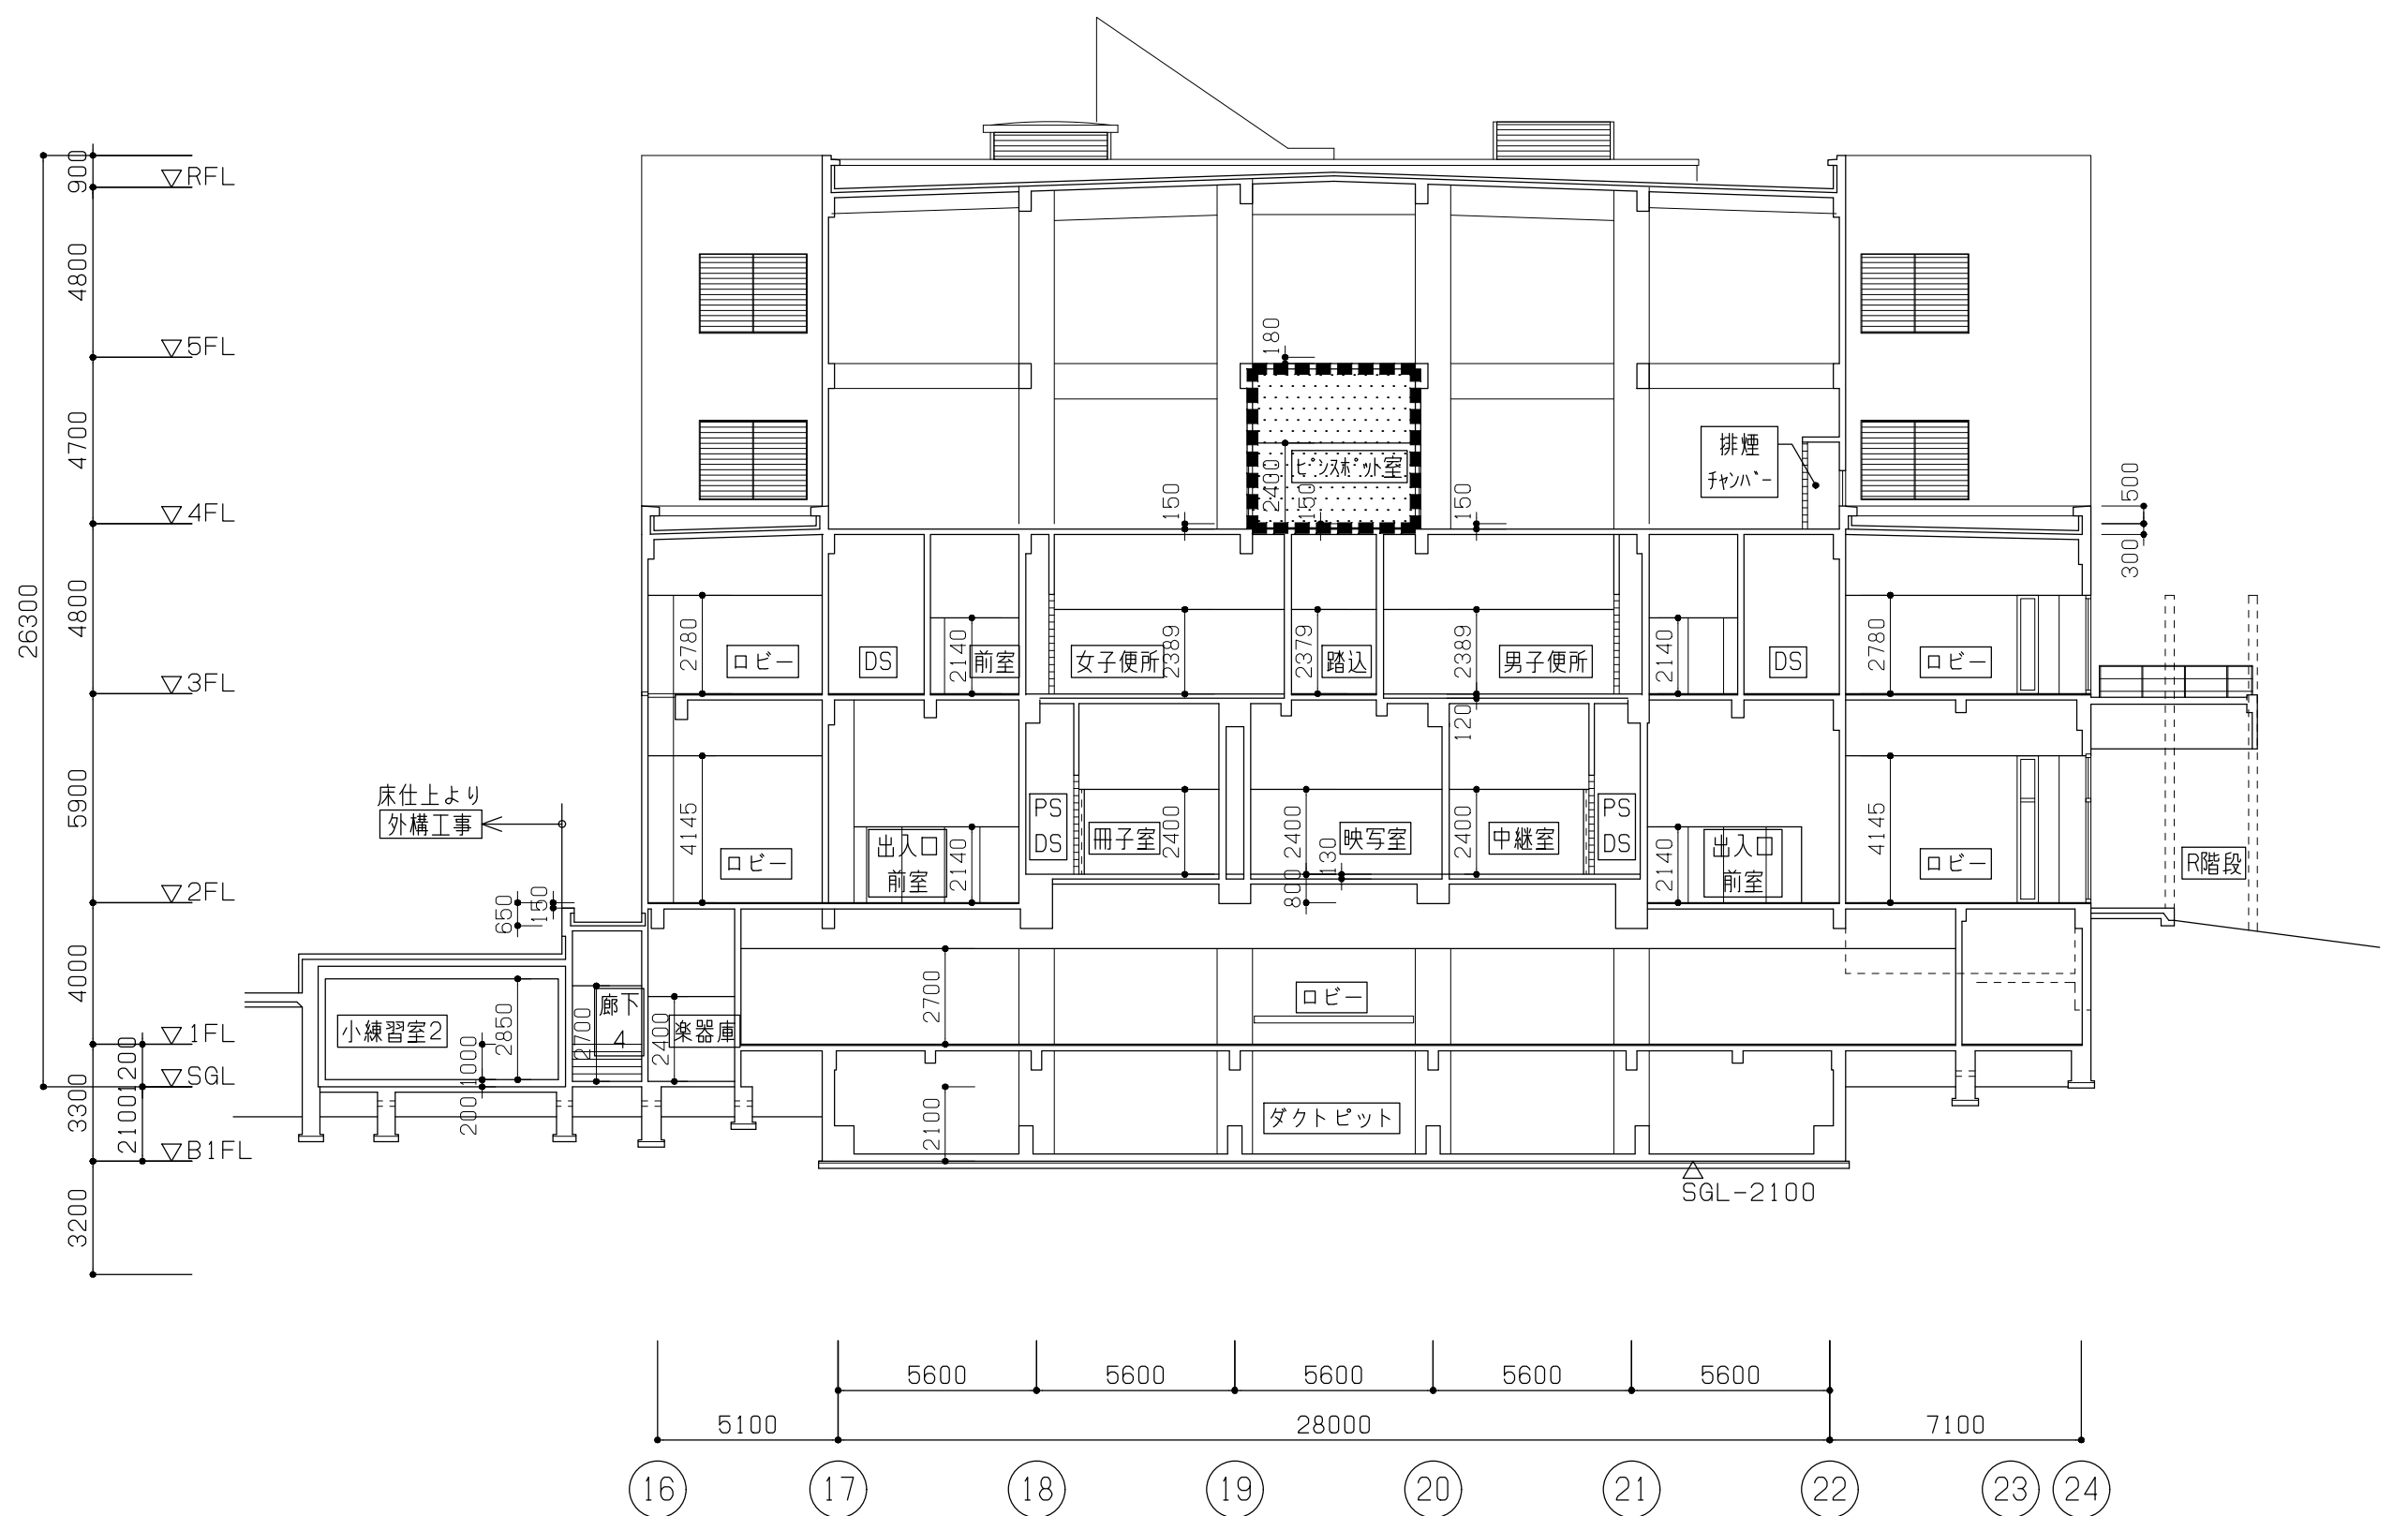 900
RFL
4800
5FL
180
4700
排煙
チャンバー
ピンスポット室
2400
150
150
150
500
4FL
300
26300
4800
2780
ロビー
DS
2140
前室
女子便所
2389
2379
踏込
2389
男子便所
2140
DS
2780
ロビー
3FL
120
5900
床仕上より
外構工事
4145
ロビー
出入口
前室
2140
PS
DS
冊子室
2400
2400
130
800
映写室
2400
中継室
PS
DS
2140
出入口
前室
4145
ロビー
R階段
2FL
650
150
4000
2700
ロビー
小練習室2
2850
2700
廊下
4
2400
楽器庫
1FL
1200
1000
SGL
3300
2100
200
2100
ダクトピット
B1FL
SGL-2100
3200
5600
5600
5600
5600
5600
5100
28000
7100
16
17
18
19
20
21
22
23
24